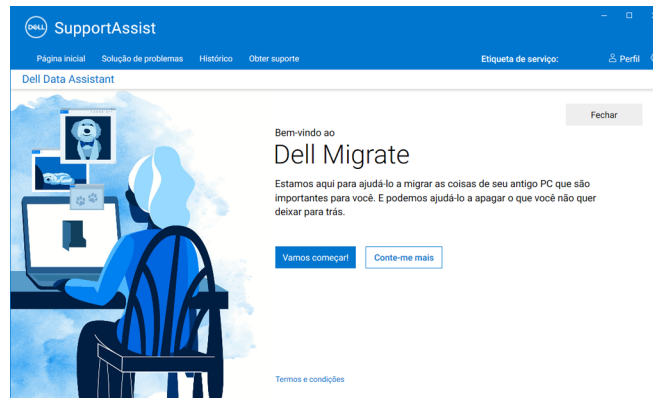 DELL SupportAssist
Página inicial Solução de problemas Histórico Obter suporte Etiqueta de serviço: Perfil
Dell Data Assistant
Fechar
Bem-vindo ao
Dell Migrate
Estamos aqui para ajudá-lo a migrar as coisas de seu antigo PC que são
importantes para você. E podemos ajudá-lo a apagar o que você não quer
deixar para trás.
Vamos começar! Conte-me mais
Termos e condições